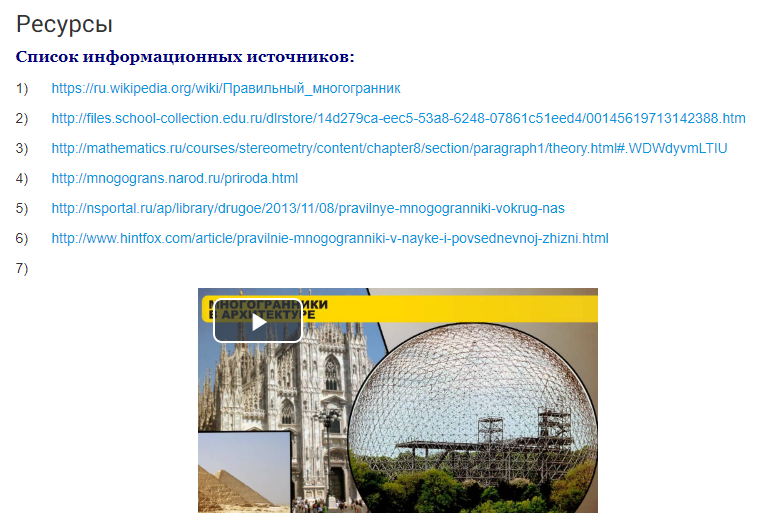 Ресурсы
Список информационных источников:
1) https://ru.wikipedia.org/wiki/Правильный_многогранник
2) http://files.school-collection.edu.ru/dlrstore/14d279ca-eec5-53a8-6248-07861c51eed4/00145619713142388.htm
3) http://mathematics.ru/courses/stereometry/content/chapter8/section/paragraph1/theory.html#.WDWdyvmLTIU
4) http://mnogograns.narod.ru/priroda.html
5) http://nsportal.ru/ap/library/drugoe/2013/11/08/pravilnye-mnogogranniki-vokrug-nas
6) http://www.hintfox.com/article/pravilnie-mnogogranniki-v-nayke-i-povsednevnoj-zhizni.html
7)
МНОГОГРАННИКИ
В АРХИТЕКТУРЕ